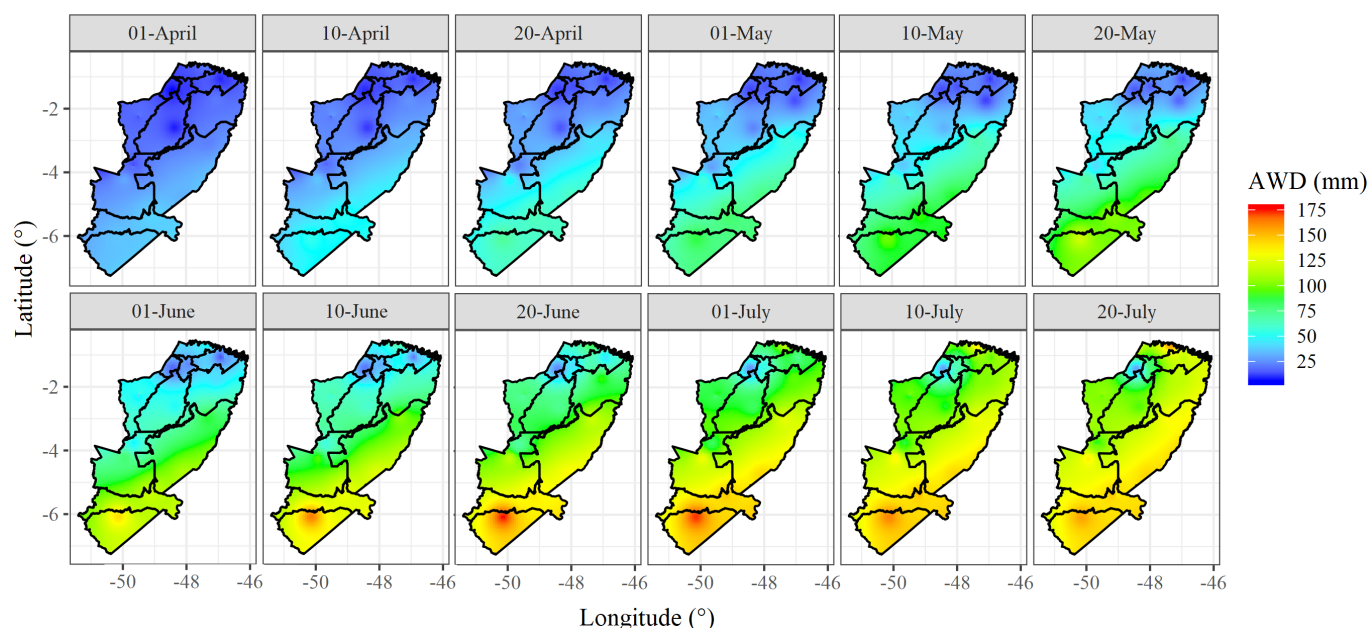 01-April 10-April 20-April 01-May 10-May 20-May
-2
-4
-6
01-June 10-June 20-June 01-July 10-July 20-July
-2
-4
-6
-50 -48 -46 -50 -48 -46 -50 -48 -46 -50 -48 -46 -50 -48 -46 -50 -48 -46
Longitude (°)
Latitude (°)
AWD (mm)
175
150
125
100
75
50
25